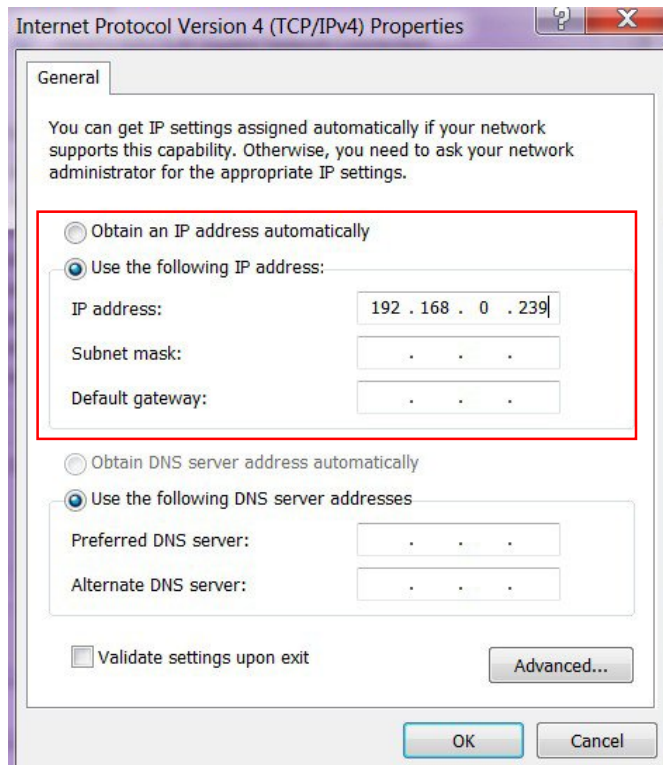 Internet Protocol Version 4 (TCP/IPv4) Properties
General
You can get IP settings assigned automatically if your network
supports this capability. Otherwise, you need to ask your network
administrator for the appropriate IP settings.
Obtain an IP address automatically
Use the following IP address:
IP address: 192 . 168 . 0 . 239
Subnet mask: . . .
Default gateway: . . .
Obtain DNS server address automatically
Use the following DNS server addresses
Preferred DNS server: . . .
Alternate DNS server: . . .
Validate settings upon exit
Advanced...
OK Cancel